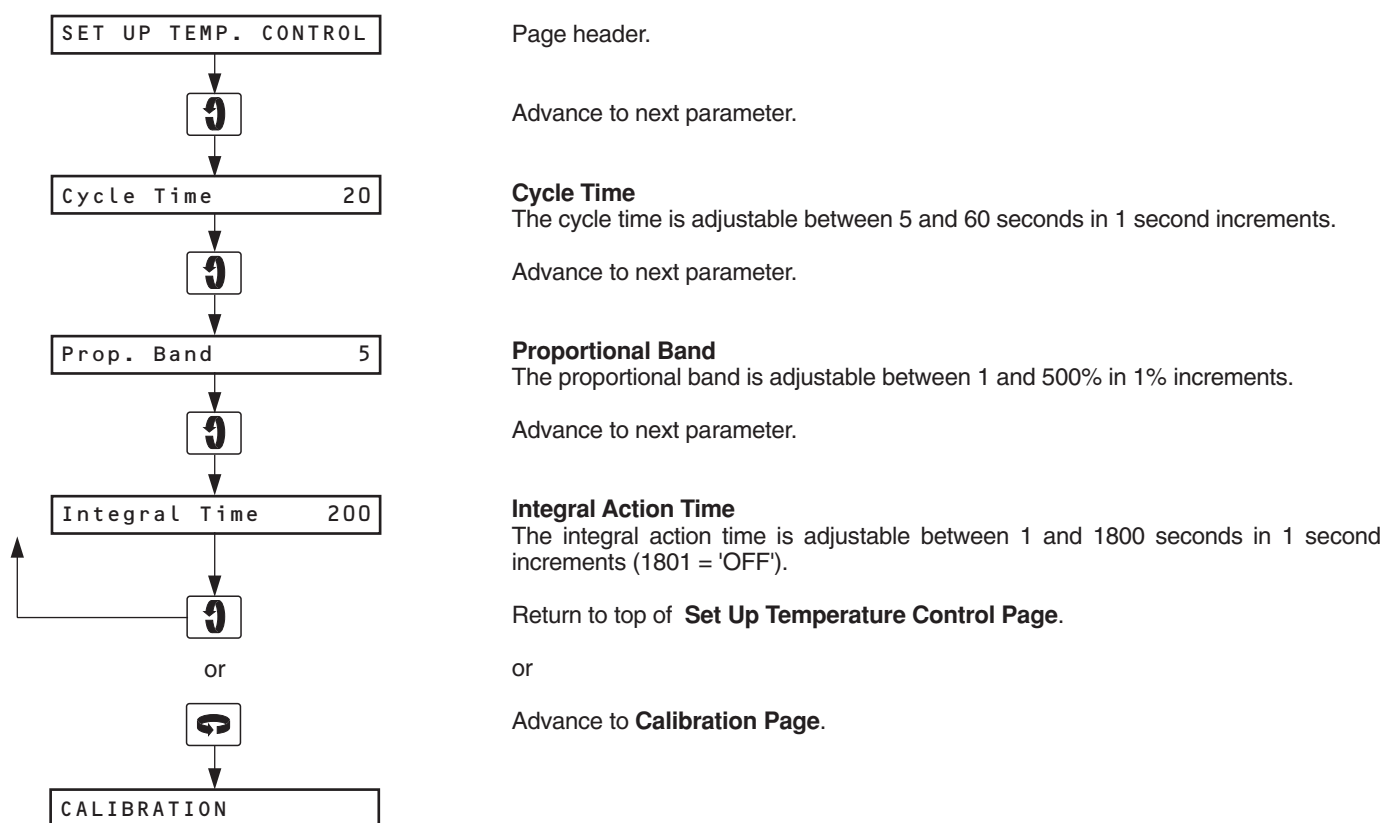 SET UP TEMP. CONTROL
Page header.
Advance to next parameter.
Cycle Time 20
Cycle Time
The cycle time is adjustable between 5 and 60 seconds in 1 second increments.
Advance to next parameter.
Prop. Band 5
Proportional Band
The proportional band is adjustable between 1 and 500% in 1% increments.
Advance to next parameter.
Integral Time 200
Integral Action Time
The integral action time is adjustable between 1 and 1800 seconds in 1 second
increments (1801 = 'OFF').
Return to top of Set Up Temperature Control Page.
or
or
Advance to Calibration Page.
CALIBRATION